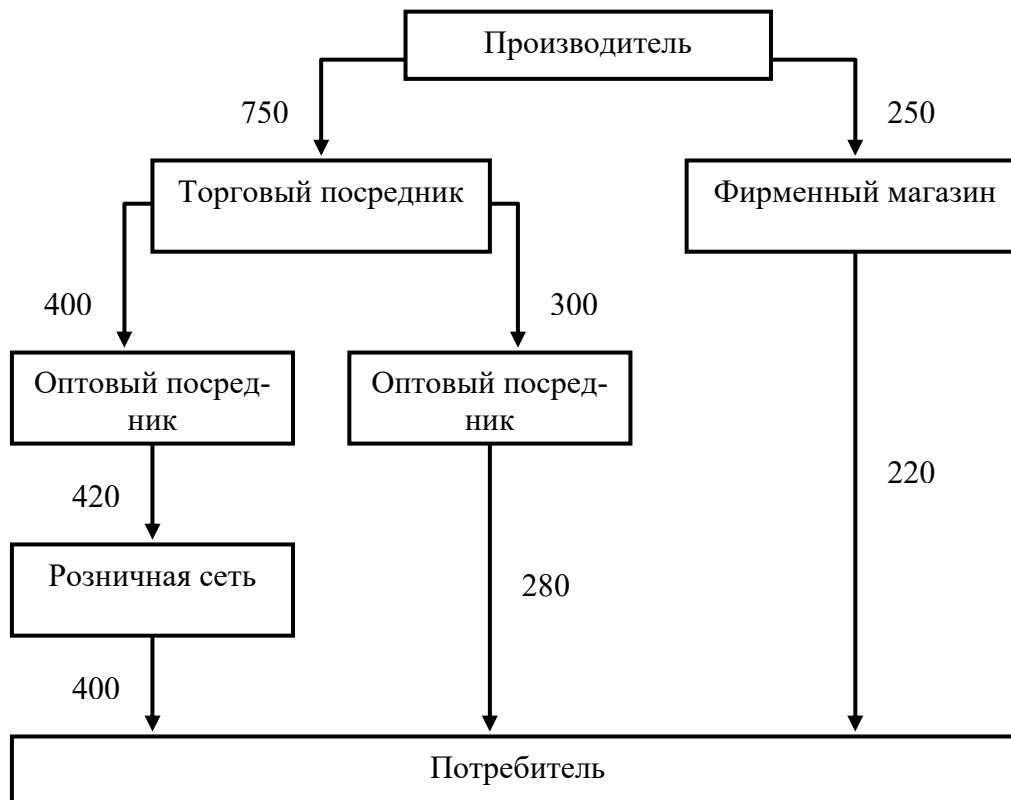 Производитель
750
250
Торговый посредник
Фирменный магазин
400
300
Оптовый посред-
ник
Оптовый посред-
ник
420
220
Розничная сеть
280
400
Потребитель